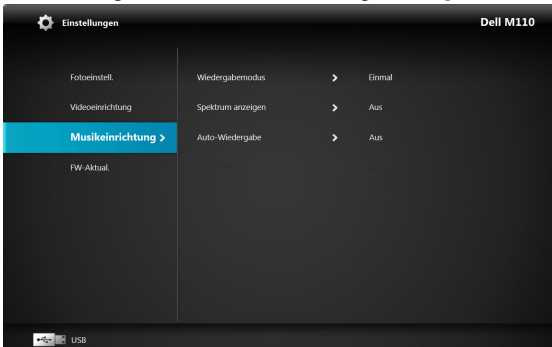 Einstellungen
Dell M110
Fotoeinstell.
Wiedergabemodus > Einmal
Videoeinrichtung
Spektrum anzeigen > Aus
Musikeinrichtung >
Auto-Wiedergabe > Aus
FW-Aktual.
USB